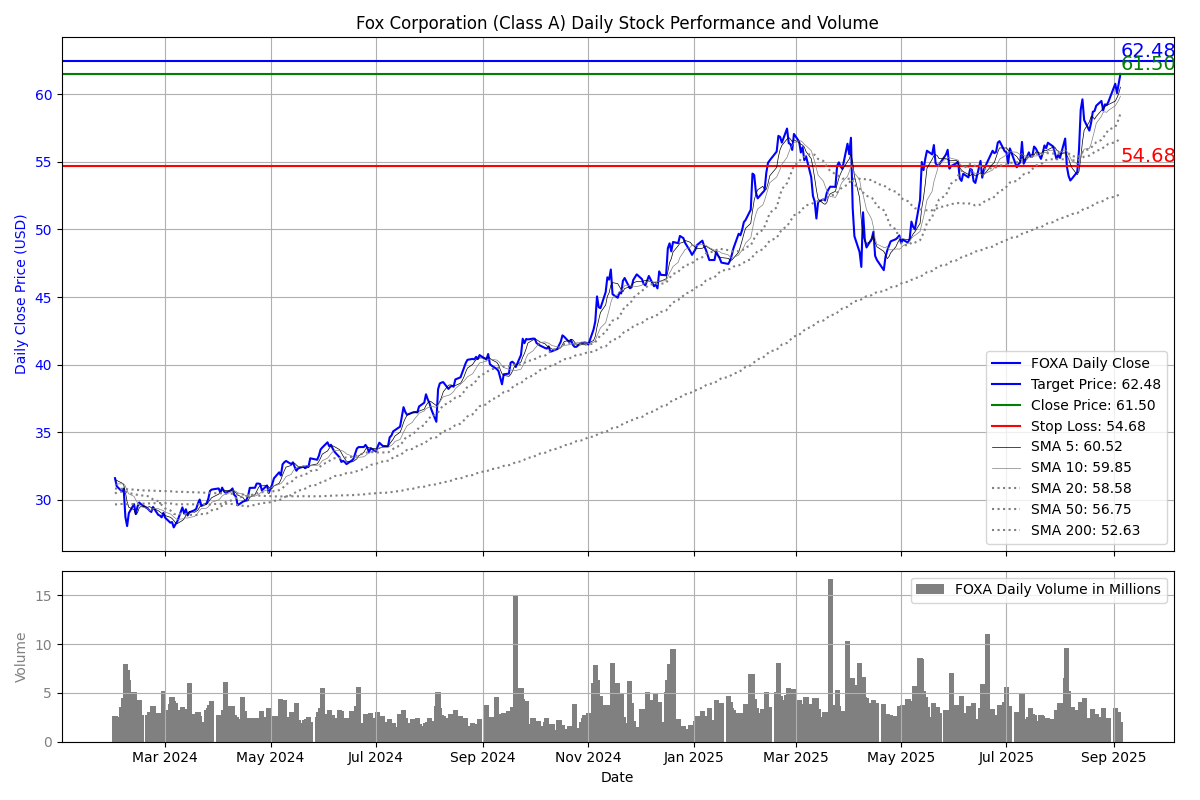 Fox Corporation (Class A) Daily Stock Performance and Volume
62.48
61.50
60
55
54.68
50
45
40
35
30
Daily Close Price (USD)
FOXA Daily Close
Target Price: 62.48
Close Price: 61.50
Stop Loss: 54.68
SMA 5: 60.52
SMA 10: 59.85
SMA 20: 58.58
SMA 50: 56.75
SMA 200: 52.63
FOXA Daily Volume in Millions
15
10
5
0
Volume
Mar 2024 May 2024 Jul 2024 Sep 2024 Nov 2024 Jan 2025 Mar 2025 May 2025 Jul 2025 Sep 2025
Date